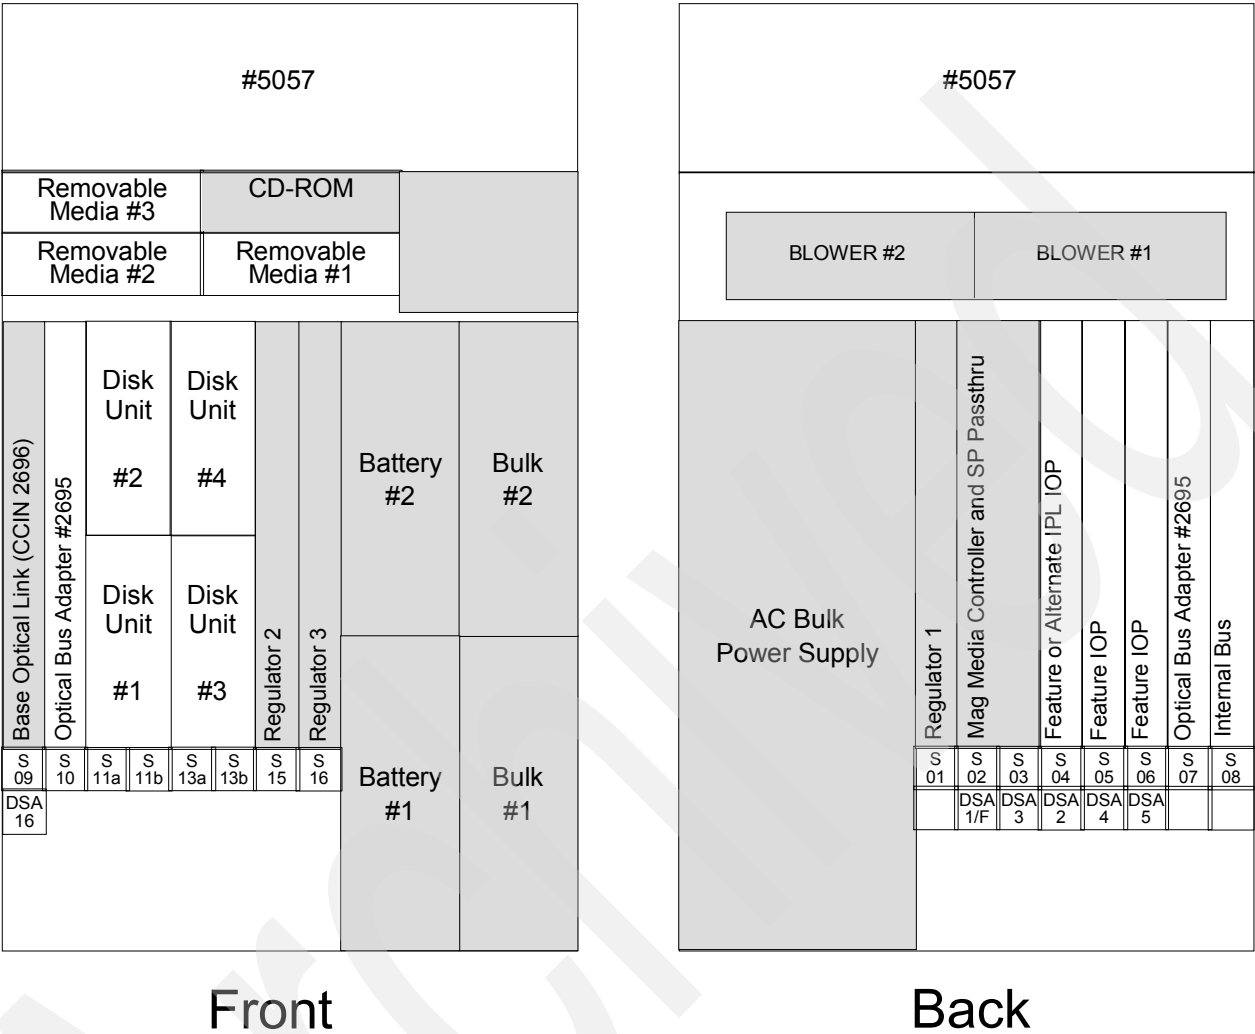 #5057
Removable
Media #3
CD-ROM
Removable
Media #2
Removable
Media #1
Base Optical Link (CCIN 2696)
Optical Bus Adapter #2695
Disk
Unit
#2
Disk
Unit
#4
Disk
Unit
#1
Disk
Unit
#3
Regulator 2
Regulator 3
Battery
#2
Bulk
#2
Battery
#1
Bulk
#1
S
09
S
10
S
11a
S
11b
S
13a
S
13b
S
15
S
16
DSA
16
Front
#5057
BLOWER #2
BLOWER #1
AC Bulk
Power Supply
Regulator 1
Mag Media Controller and SP Passthru
Feature or Alternate IPL IOP
Feature IOP
Feature IOP
Optical Bus Adapter #2695
Internal Bus
S
01
S
02
S
03
S
04
S
05
S
06
S
07
S
08
DSA
1/F
DSA
3
DSA
2
DSA
4
DSA
5
Back
Archived